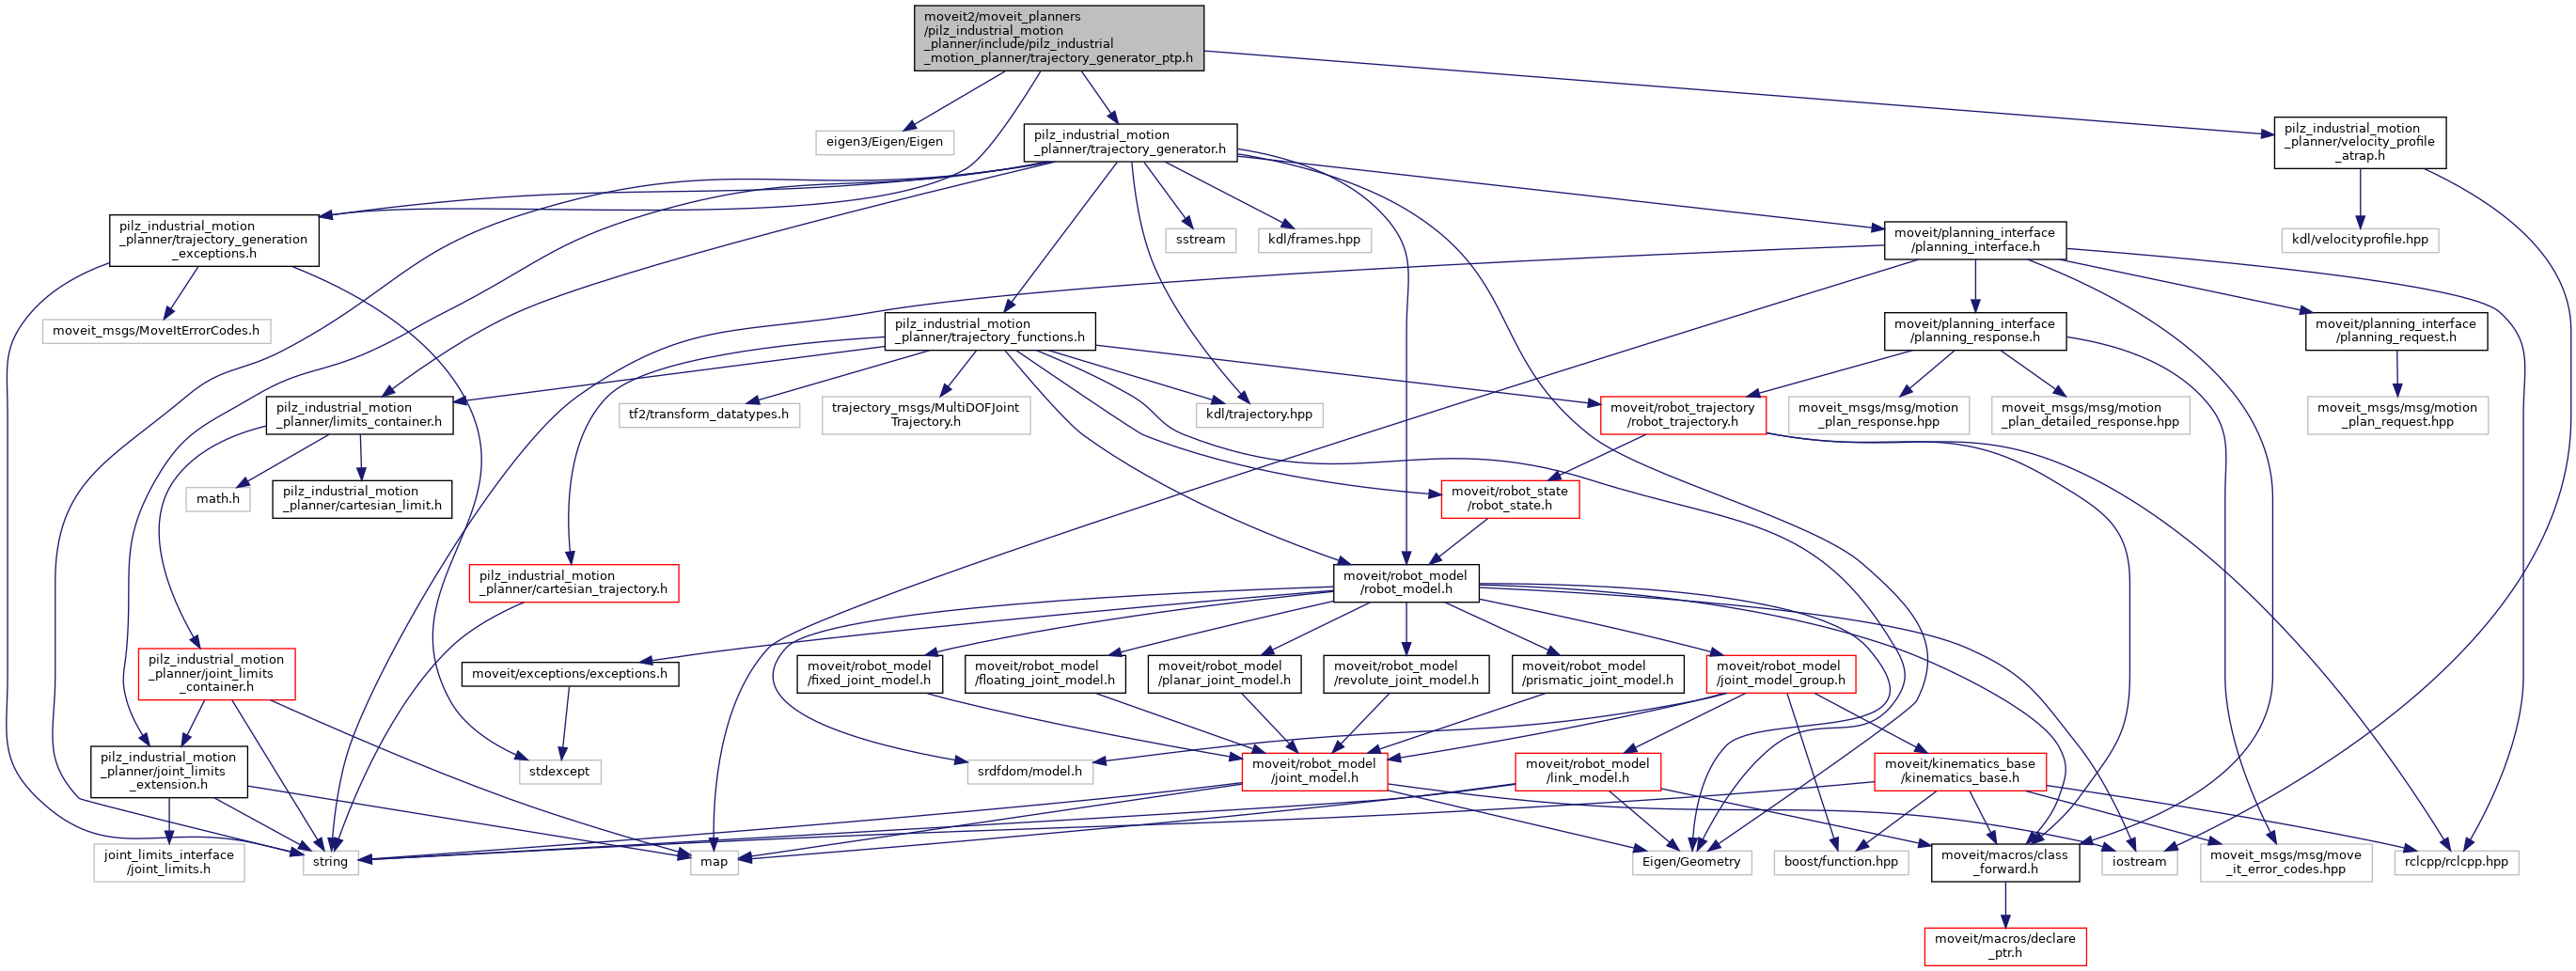 moveit2/moveit_planners
/pilz_industrial_motion
_planner/include/pilz_industrial
_motion_planner/trajectory_generator_ptp.h
eigen3/Eigen/Eigen
pilz_industrial_motion
_planner/trajectory_generator.h
pilz_industrial_motion
_planner/velocity_profile
_atrap.h
pilz_industrial_motion
_planner/trajectory_generation
_exceptions.h
sstream
kdl/frames.hpp
moveit/planning_interface
/planning_interface.h
kdl/velocityprofile.hpp
moveit_msgs/MoveItErrorCodes.h
pilz_industrial_motion
_planner/trajectory_functions.h
moveit/planning_interface
/planning_response.h
moveit/planning_interface
/planning_request.h
pilz_industrial_motion
_planner/limits_container.h
tf2/transform_datatypes.h
trajectory_msgs/MultiDOFJoint
Trajectory.h
kdl/trajectory.hpp
moveit/robot_trajectory
/robot_trajectory.h
moveit_msgs/msg/motion
_plan_response.hpp
moveit_msgs/msg/motion
_plan_detailed_response.hpp
moveit_msgs/msg/motion
_plan_request.hpp
math.h
pilz_industrial_motion
_planner/cartesian_limit.h
moveit/robot_state
/robot_state.h
pilz_industrial_motion
_planner/cartesian_trajectory.h
moveit/robot_model
/robot_model.h
pilz_industrial_motion
_planner/joint_limits
_container.h
moveit/exceptions/exceptions.h
moveit/robot_model
/fixed_joint_model.h
moveit/robot_model
/floating_joint_model.h
moveit/robot_model
/planar_joint_model.h
moveit/robot_model
/revolute_joint_model.h
moveit/robot_model
/prismatic_joint_model.h
moveit/robot_model
/joint_model_group.h
pilz_industrial_motion
_planner/joint_limits
_extension.h
stdexcept
srdfdom/model.h
moveit/robot_model
/joint_model.h
moveit/robot_model
/link_model.h
moveit/kinematics_base
/kinematics_base.h
joint_limits_interface
/joint_limits.h
string
map
Eigen/Geometry
boost/function.hpp
moveit/macros/class
_forward.h
iostream
moveit_msgs/msg/move
_it_error_codes.hpp
rclcpp/rclcpp.hpp
moveit/macros/declare
_ptr.h